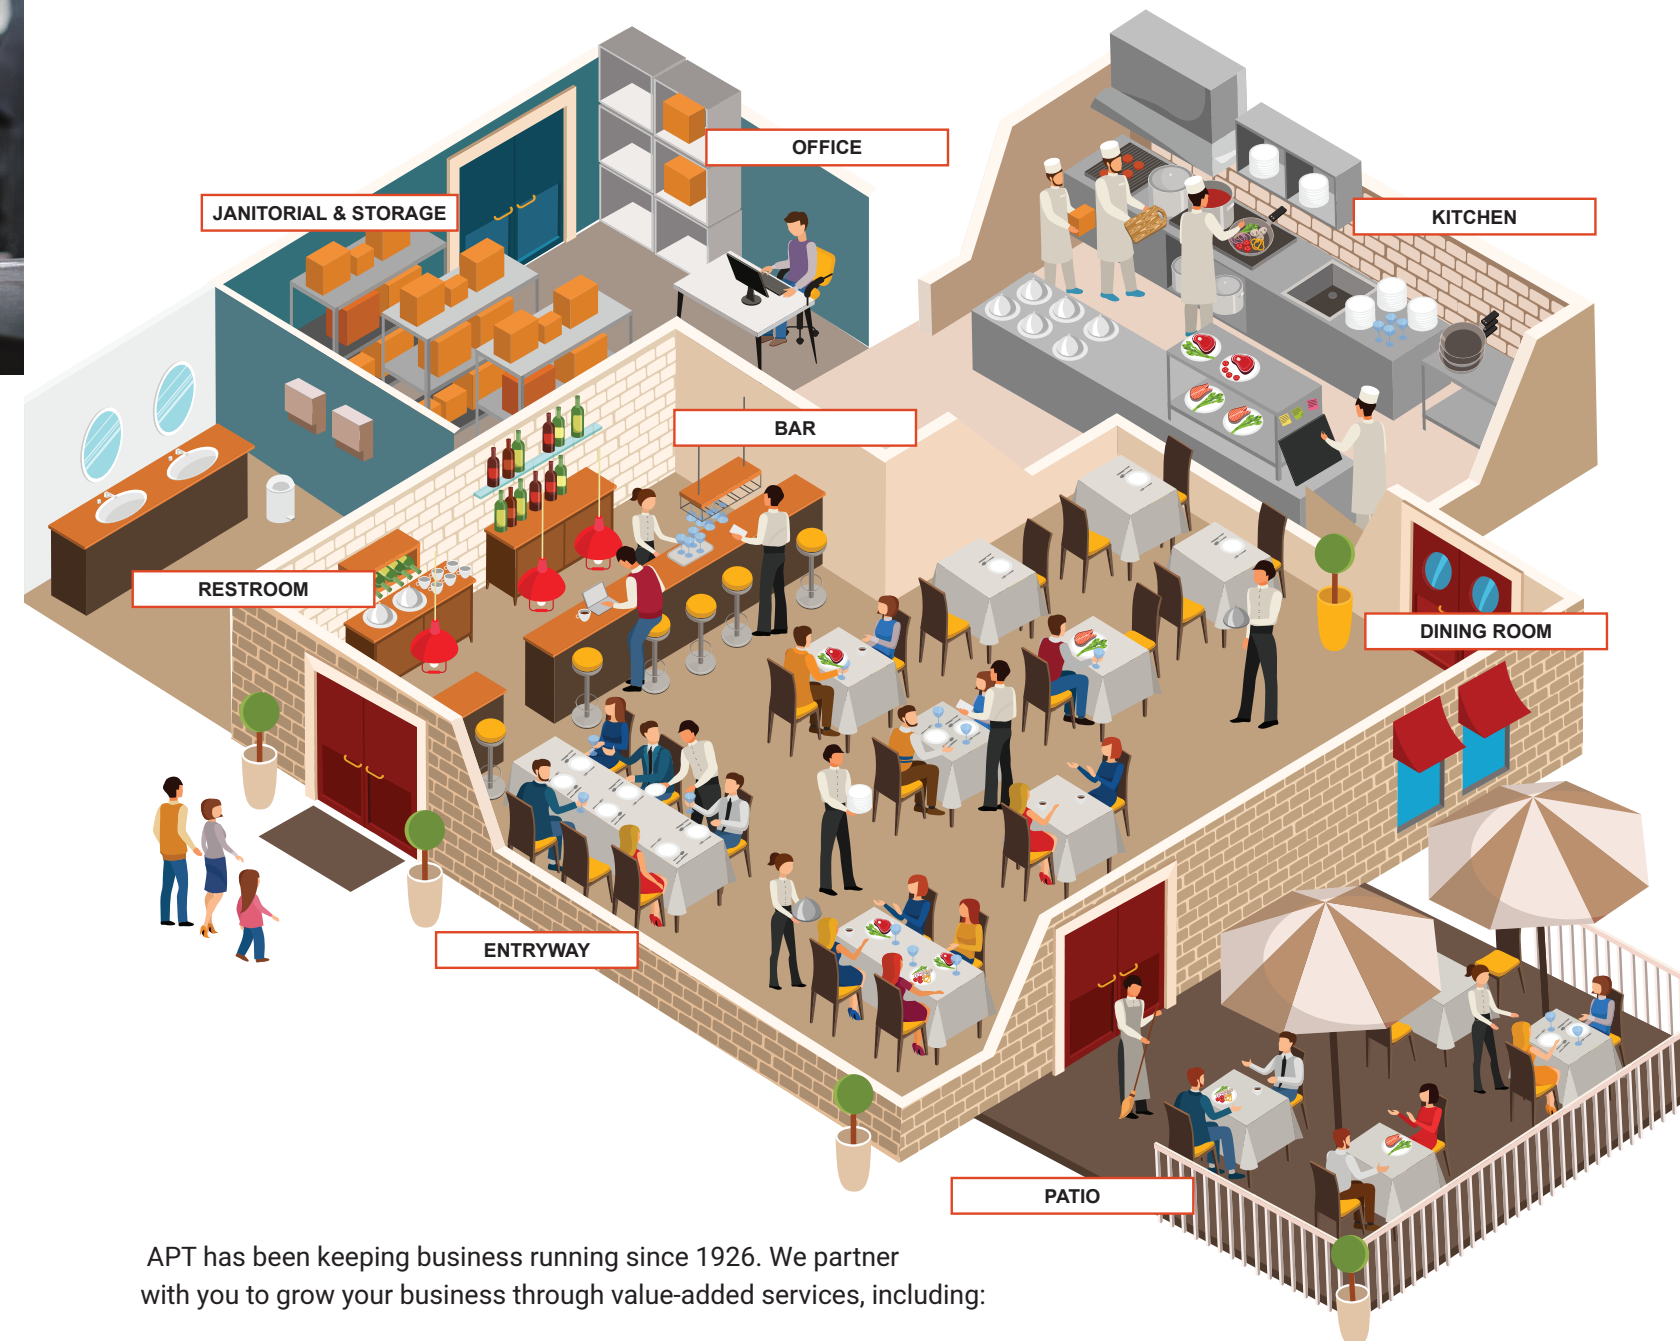 OFFICE
JANITORIAL & STORAGE
KITCHEN
BAR
RESTROOM
DINING ROOM
ENTRYWAY
PATIO
APT has been keeping business running since 1926. We partner
with you to grow your business through value-added services, including: